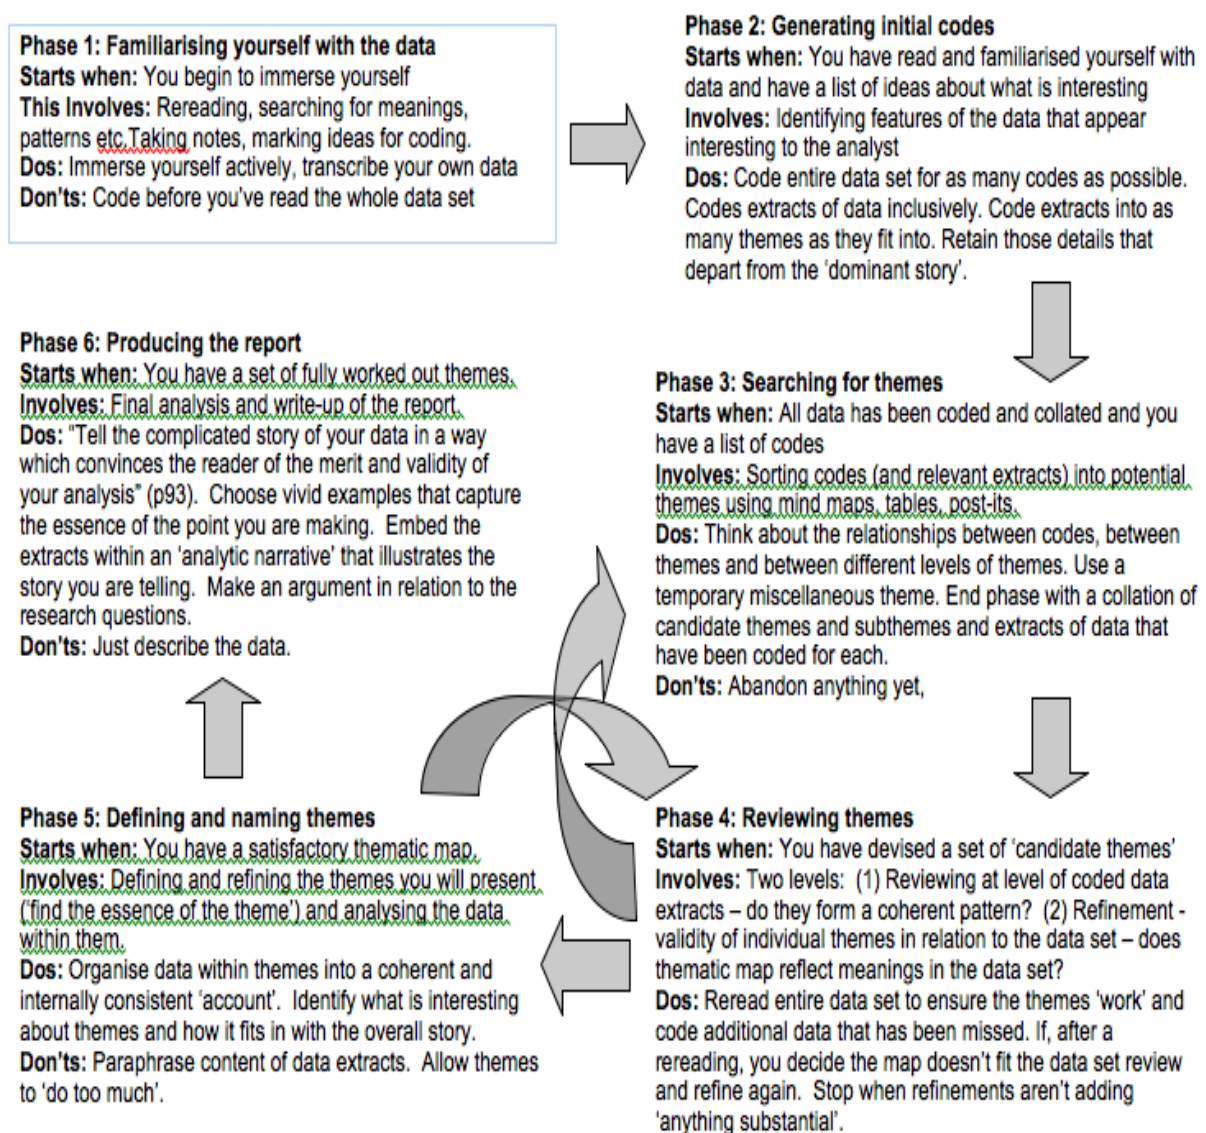 Phase 1: Familiarising yourself with the data
Starts when: You begin to immerse yourself
This Involves: Rereading, searching for meanings,
patterns etc.Taking notes, marking ideas for coding.
Dos: Immerse yourself actively, transcribe your own data
Don'ts: Code before you've read the whole data set
Phase 2: Generating initial codes
Starts when: You have read and familiarised yourself with
data and have a list of ideas about what is interesting
Involves: Identifying features of the data that appear
interesting to the analyst
Dos: Code entire data set for as many codes as possible.
Codes extracts of data inclusively. Code extracts into as
many themes as they fit into. Retain those details that
depart from the 'dominant story'.
Phase 3: Searching for themes
Starts when: All data has been coded and collated and you
have a list of codes
Involves: Sorting codes (and relevant extracts) into potential
themes using mind maps, tables, post-its.
Dos: Think about the relationships between codes, between
themes and between different levels of themes. Use a
temporary miscellaneous theme. End phase with a collation of
candidate themes and subthemes and extracts of data that
have been coded for each.
Don'ts: Abandon anything yet,
Phase 4: Reviewing themes
Starts when: You have devised a set of 'candidate themes'
Involves: Two levels: (1) Reviewing at level of coded data
extracts – do they form a coherent pattern? (2) Refinement -
validity of individual themes in relation to the data set – does
thematic map reflect meanings in the data set?
Dos: Reread entire data set to ensure the themes 'work' and
code additional data that has been missed. If, after a
rereading, you decide the map doesn't fit the data set review
and refine again. Stop when refinements aren't adding
'anything substantial'.
Phase 5: Defining and naming themes
Starts when: You have a satisfactory thematic map.
Involves: Defining and refining the themes you will present
('find the essence of the theme') and analysing the data
within them.
Dos: Organise data within themes into a coherent and
internally consistent 'account'. Identify what is interesting
about themes and how it fits in with the overall story.
Don'ts: Paraphrase content of data extracts. Allow themes
to 'do too much'.
Phase 6: Producing the report
Starts when: You have a set of fully worked out themes.
Involves: Final analysis and write-up of the report.
Dos: "Tell the complicated story of your data in a way
which convinces the reader of the merit and validity of
your analysis" (p93). Choose vivid examples that capture
the essence of the point you are making. Embed the
extracts within an 'analytic narrative' that illustrates the
story you are telling. Make an argument in relation to the
research questions.
Don'ts: Just describe the data.